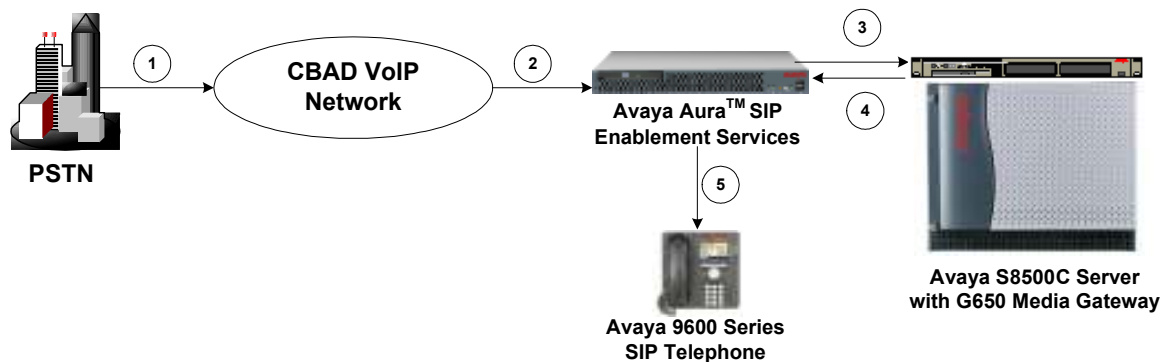 1
2
3
4
5
PSTN
CBAD VoIP
Network
Avaya Aura™ SIP
Enablement Services
Avaya 9600 Series
SIP Telephone
Avaya S8500C Server
with G650 Media Gateway